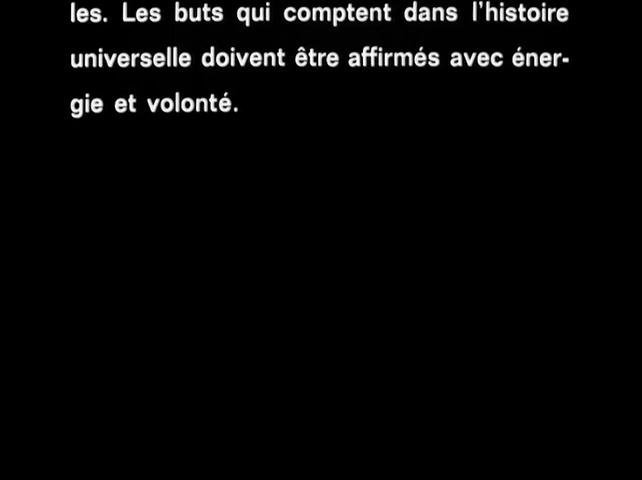 les. Les buts qui comptent dans l'histoire
universelle doivent être affirmés avec éner-
gie et volonté.